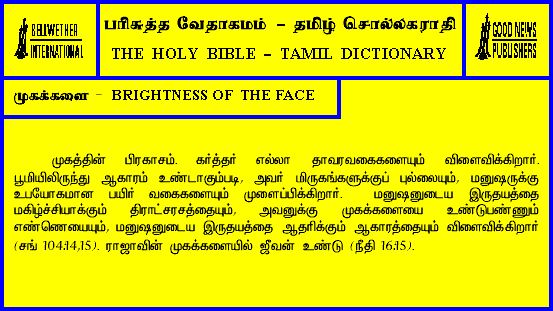 BELLWETHER
INTERNATIONAL
பரிசுத்த வேதாகமம் - தமிழ் சொல்லகராதி
THE HOLY BIBLE - TAMIL DICTIONARY
GOOD NEWS
PUBLISHERS
முகக்களை - BRIGHTNESS OF THE FACE
முகத்தின் பிரகாசம். கர்த்தர் எல்லா தாவரவகைகளையும் விளைவிக்கிறார்.
பூமியிலிருந்து ஆகாரம் உண்டாகும்படி, அவர் மிருகங்களுக்குப் புல்லையும், மனுஷருக்கு
உபயோகமான பயிர் வகைகளையும் முளைப்பிக்கிறார். மனுஷனுடைய இருதயத்தை
மகிழ்ச்சியாக்கும் திராட்சரசத்தையும், அவனுக்கு முகக்களையை உண்டுபண்ணும்
எண்ணெயையும், மனுஷனுடைய இருதயத்தை ஆதரிக்கும் ஆகாரத்தையும் விளைவிக்கிறார்
(சங் 104:14,15). ராஜாவின் முகக்களையில் ஜீவன் உண்டு (நீதி 16:15).